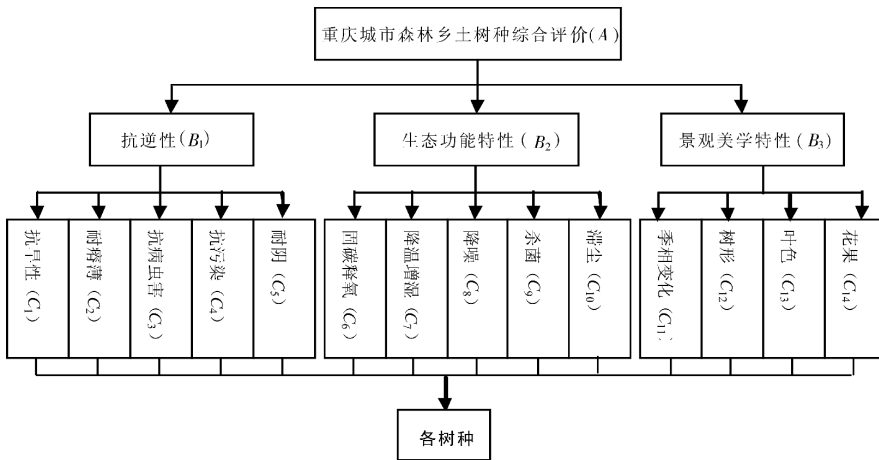 重庆城市森林乡土树种综合评价(A)
抗逆性(B₁)
生态功能特性(B₂)
景观美学特性(B₃)
抗旱性(C₁)
耐瘠薄(C₂)
抗病虫害(C₃)
抗污染(C₄)
耐阴(C₅)
固碳释氧(C₆)
降温增湿(C₇)
降噪(C₈)
杀菌(C₉)
滞尘(C₁₀)
季相变化(C₁₁)
树形(C₁₂)
叶色(C₁₃)
花果(C₁₄)
各树种